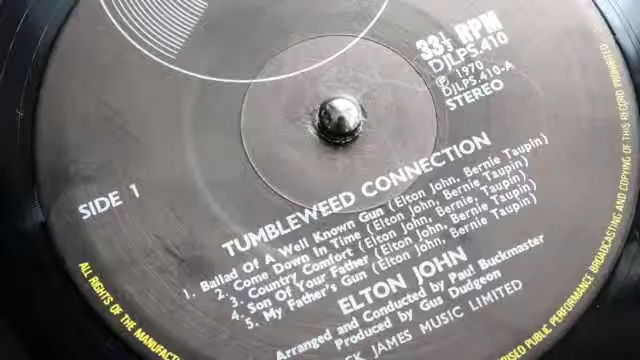 33⅓ RPM
DJLPS.410
℗ 1970
DJLPS.410-A
STEREO
SIDE 1
TUMBLEWEED CONNECTION
1. Ballad Of A Well Known Gun (Elton John, Bernie Taupin)
2. Come Down In Time (Elton John, Bernie Taupin)
3. Country Comfort (Elton John, Bernie Taupin)
4. Son Of Your Father (Elton John, Bernie Taupin)
5. My Father's Gun (Elton John, Bernie Taupin)
ELTON JOHN
Arranged and Conducted by Paul Buckmaster
Produced by Gus Dudgeon
JAMES MUSIC LIMITED
ALL RIGHTS OF THE
PUBLIC PERFORMANCE BROADCASTING AND COPYING OF THIS RECORD PROHIBITED